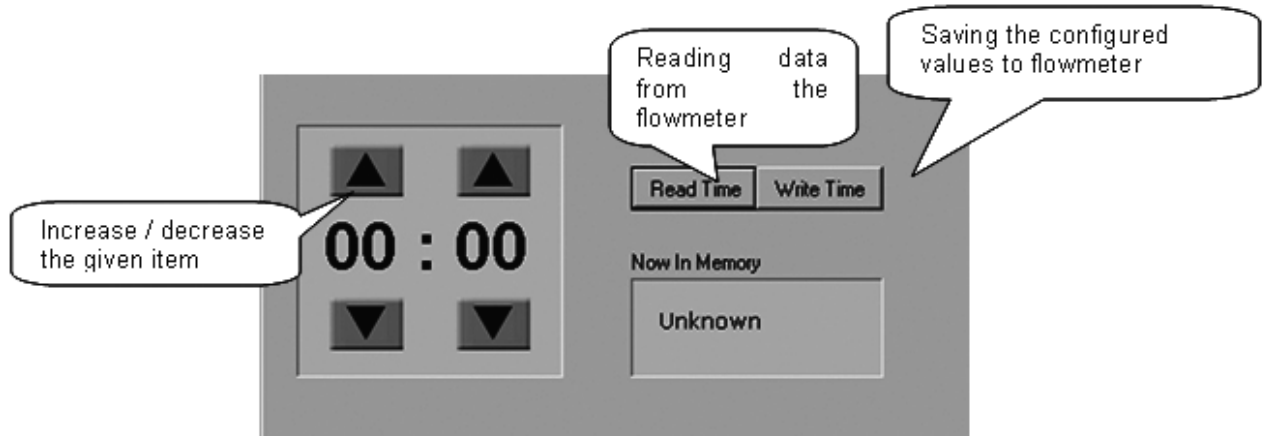 Saving the configured
values to flowmeter
Reading data
from the
flowmeter
Read Time
Write Time
Increase / decrease
the given item
00 : 00
Now In Memory
Unknown